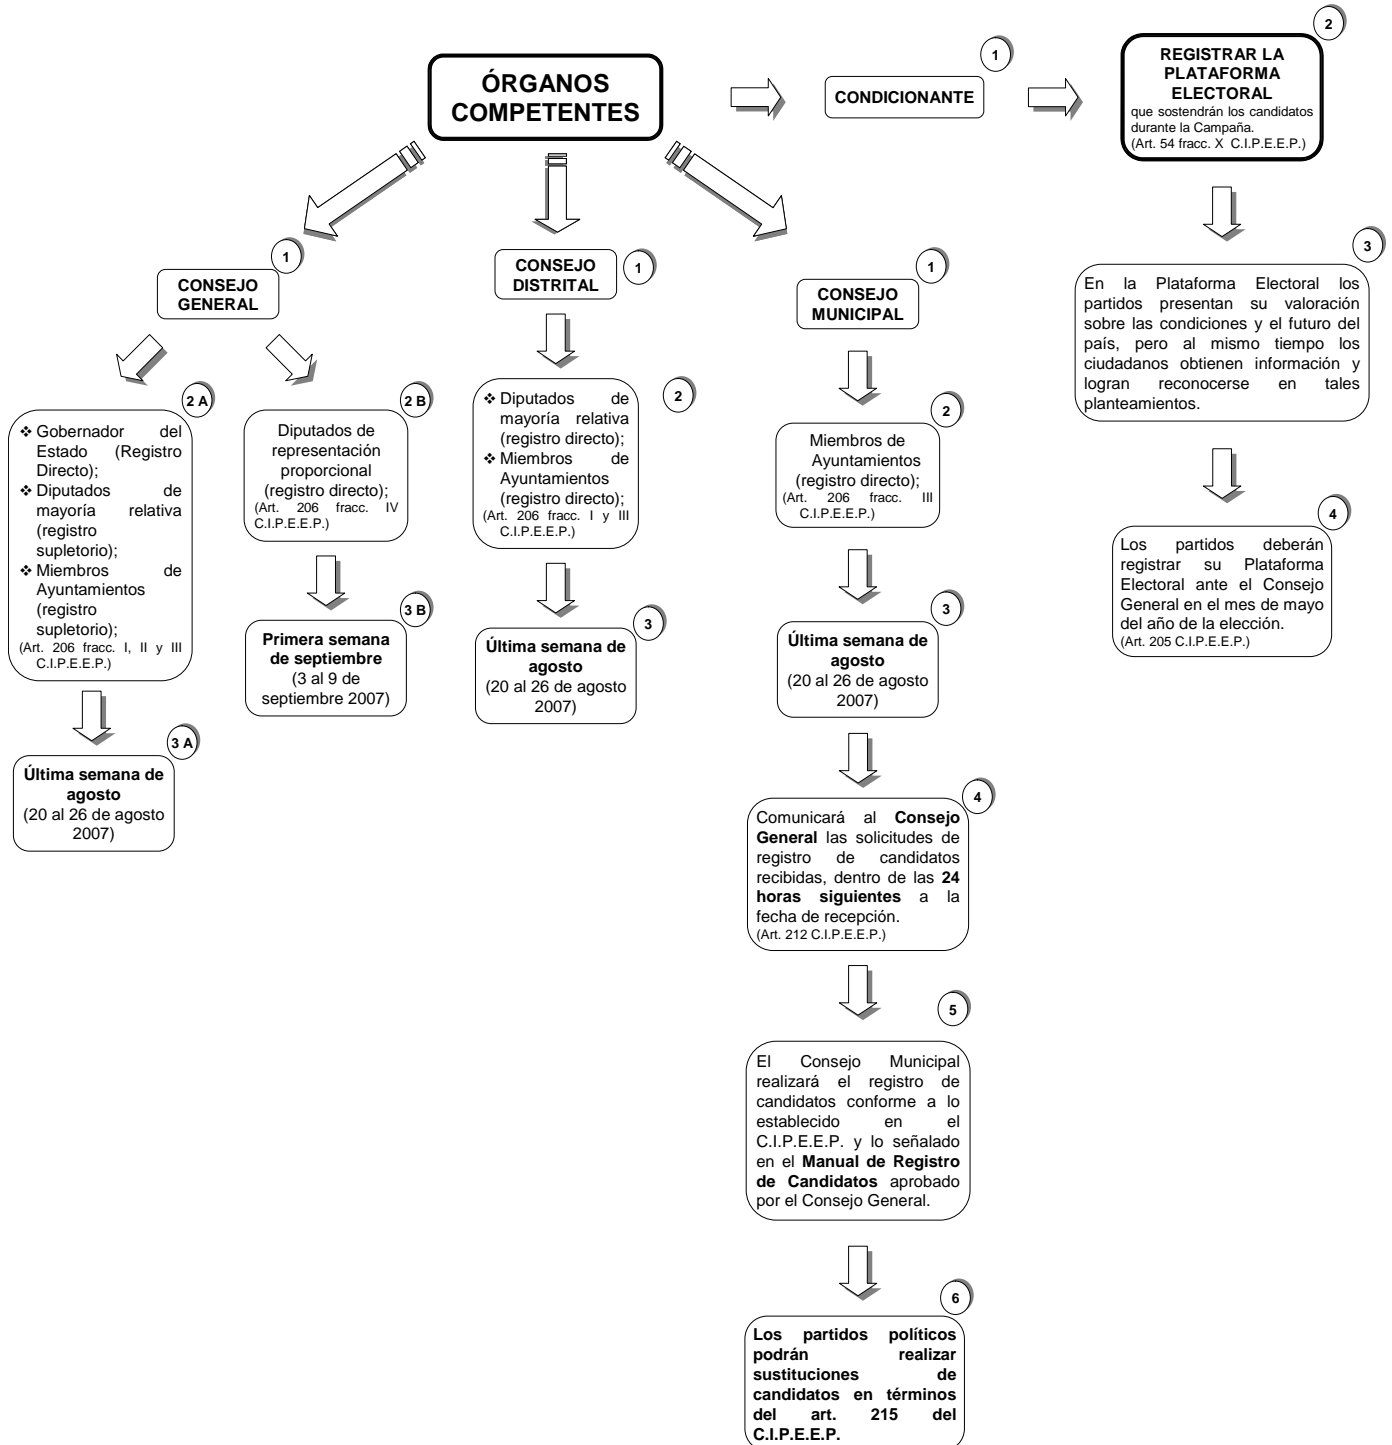 ÓRGANOS
COMPETENTES
1
CONDICIONANTE
2
REGISTRAR LA
PLATAFORMA
ELECTORAL
que sostendrán los candidatos
durante la Campaña.
(Art. 54 fracc. X C.I.P.E.E.P.)
3
En la Plataforma Electoral los
partidos presentan su valoración
sobre las condiciones y el futuro del
país, pero al mismo tiempo los
ciudadanos obtienen información y
logran reconocerse en tales
planteamientos.
4
Los partidos deberán
registrar su Plataforma
Electoral ante el Consejo
General en el mes de mayo
del año de la elección.
(Art. 205 C.I.P.E.E.P.)
1
CONSEJO
GENERAL
2 A
❖ Gobernador del
Estado (Registro
Directo);
❖ Diputados de
mayoría relativa
(registro
supletorio);
❖ Miembros de
Ayuntamientos
(registro
supletorio);
(Art. 206 fracc. I, II y III
C.I.P.E.E.P.)
3 A
Última semana de
agosto
(20 al 26 de agosto
2007)
2 B
Diputados de
representación
proporcional
(registro directo);
(Art. 206 fracc. IV
C.I.P.E.E.P.)
3 B
Primera semana
de septiembre
(3 al 9 de
septiembre 2007)
1
CONSEJO
DISTRITAL
2
❖ Diputados de
mayoría relativa
(registro directo);
❖ Miembros de
Ayuntamientos
(registro directo);
(Art. 206 fracc. I y III
C.I.P.E.E.P.)
3
Última semana de
agosto
(20 al 26 de agosto
2007)
1
CONSEJO
MUNICIPAL
2
Miembros de
Ayuntamientos
(registro directo);
(Art. 206 fracc. III
C.I.P.E.E.P.)
3
Última semana de
agosto
(20 al 26 de agosto
2007)
4
Comunicará al Consejo
General las solicitudes de
registro de candidatos
recibidas, dentro de las 24
horas siguientes a la
fecha de recepción.
(Art. 212 C.I.P.E.E.P.)
5
El Consejo Municipal
realizará el registro de
candidatos conforme a lo
establecido en el
C.I.P.E.E.P. y lo señalado
en el Manual de Registro
de Candidatos aprobado
por el Consejo General.
6
Los partidos políticos
podrán realizar
sustituciones de
candidatos en términos
del art. 215 del
C.I.P.E.E.P.